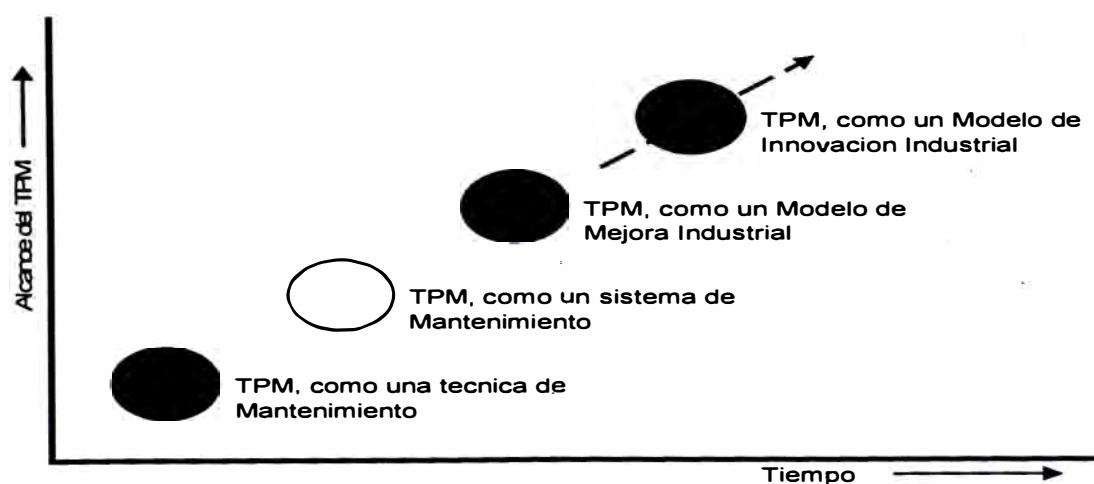 Alcance del TPM
TPM, como un Modelo de
Innovacion Industrial
TPM, como un Modelo de
Mejora Industrial
TPM, como un sistema de
Mantenimiento
TPM, como una tecnica de
Mantenimiento
Tiempo